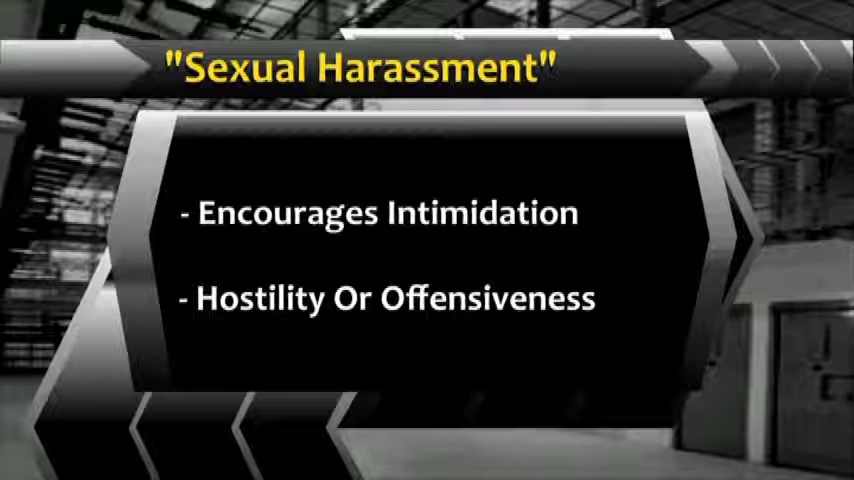 "Sexual Harassment"
- Encourages Intimidation
- Hostility Or Offensiveness